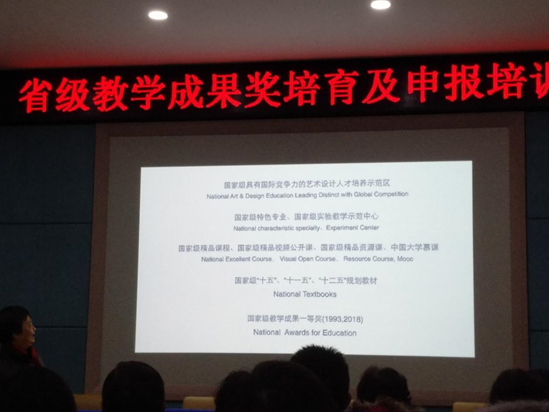 省级教学成果奖培育及申报培训
国家级具有国际竞争力的艺术设计人才培养示范区
National Art & Design Education Leading Distinct with Global Competition
国家级特色专业、国家级实验教学示范中心
National characteristic specialty、Experiment Center
国家级精品课程、国家级精品视频公开课、国家级精品资源课、中国大学慕课
National Excellent Course、 Visual Open Course、 Resource Course, Mooc
国家级"十五"、"十一五"、"十二五"规划教材
National Textbooks
国家级教学成果一等奖(1993,2018)
National Awards for Education